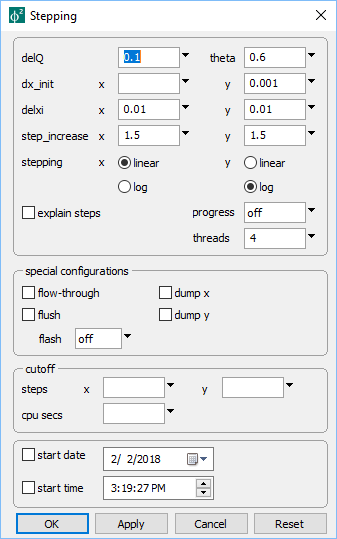 ϕ² Stepping
delQ 0.1 theta 0.6
dx_init x y 0.001
delxi x 0.01 y 0.01
step_increase x 1.5 y 1.5
stepping x linear y linear
log log
explain steps progress off
threads 4
special configurations
flow-through dump x
flush dump y
flash off
cutoff
steps x y
cpu secs
start date 2/ 2/2018
start time 3:19:27 PM
OK Apply Cancel Reset